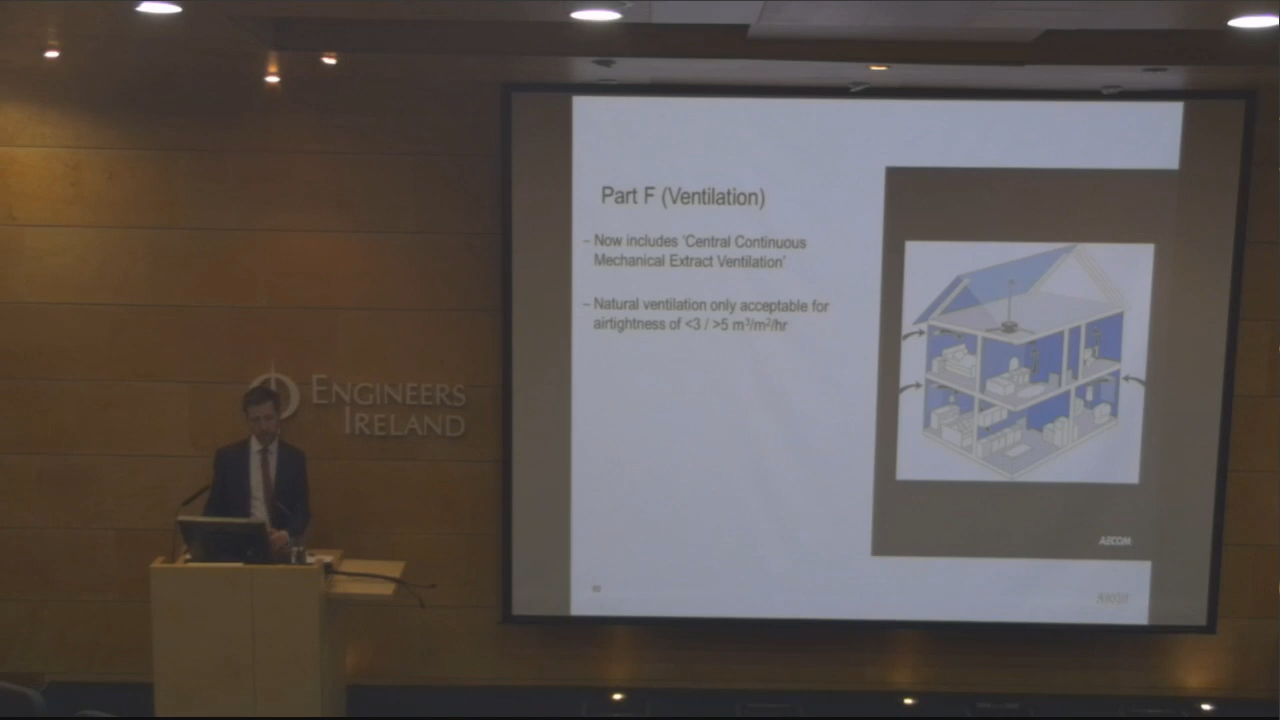 Part F (Ventilation)
– Now includes 'Central Continuous
Mechanical Extract Ventilation'
– Natural ventilation only acceptable for
airtightness of <3 / >5 m³/m²/hr
AECOM
ENGINEERS
IRELAND